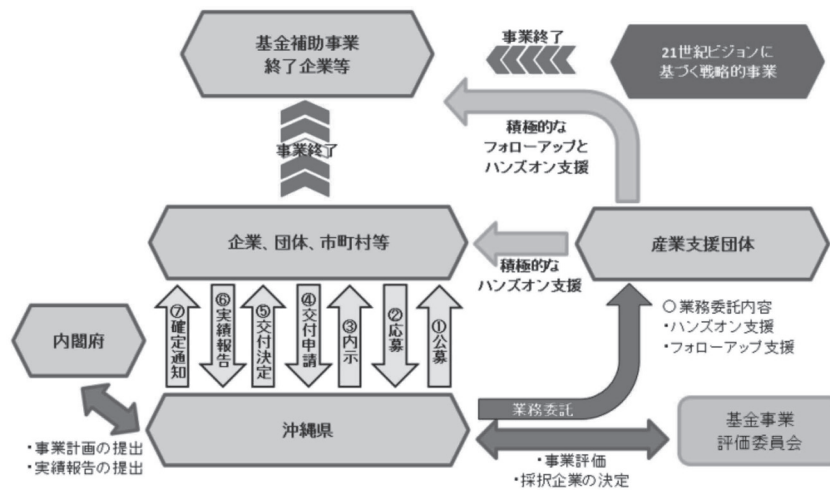 基金補助事業
終了企業等
事業終了
21世紀ビジョンに
基づく戦略的事業
積極的な
フォローアップと
ハンズオン支援
事業終了
企業、団体、市町村等
積極的な
ハンズオン支援
産業支援団体
⑦確定通知
⑥実績報告
⑤交付決定
④交付申請
③内示
②応募
①公募
○業務委託内容
・ハンズオン支援
・フォローアップ支援
内閣府
沖縄県
業務委託
基金事業
評価委員会
・事業計画の提出
・実績報告の提出
・事業評価
・採択企業の決定